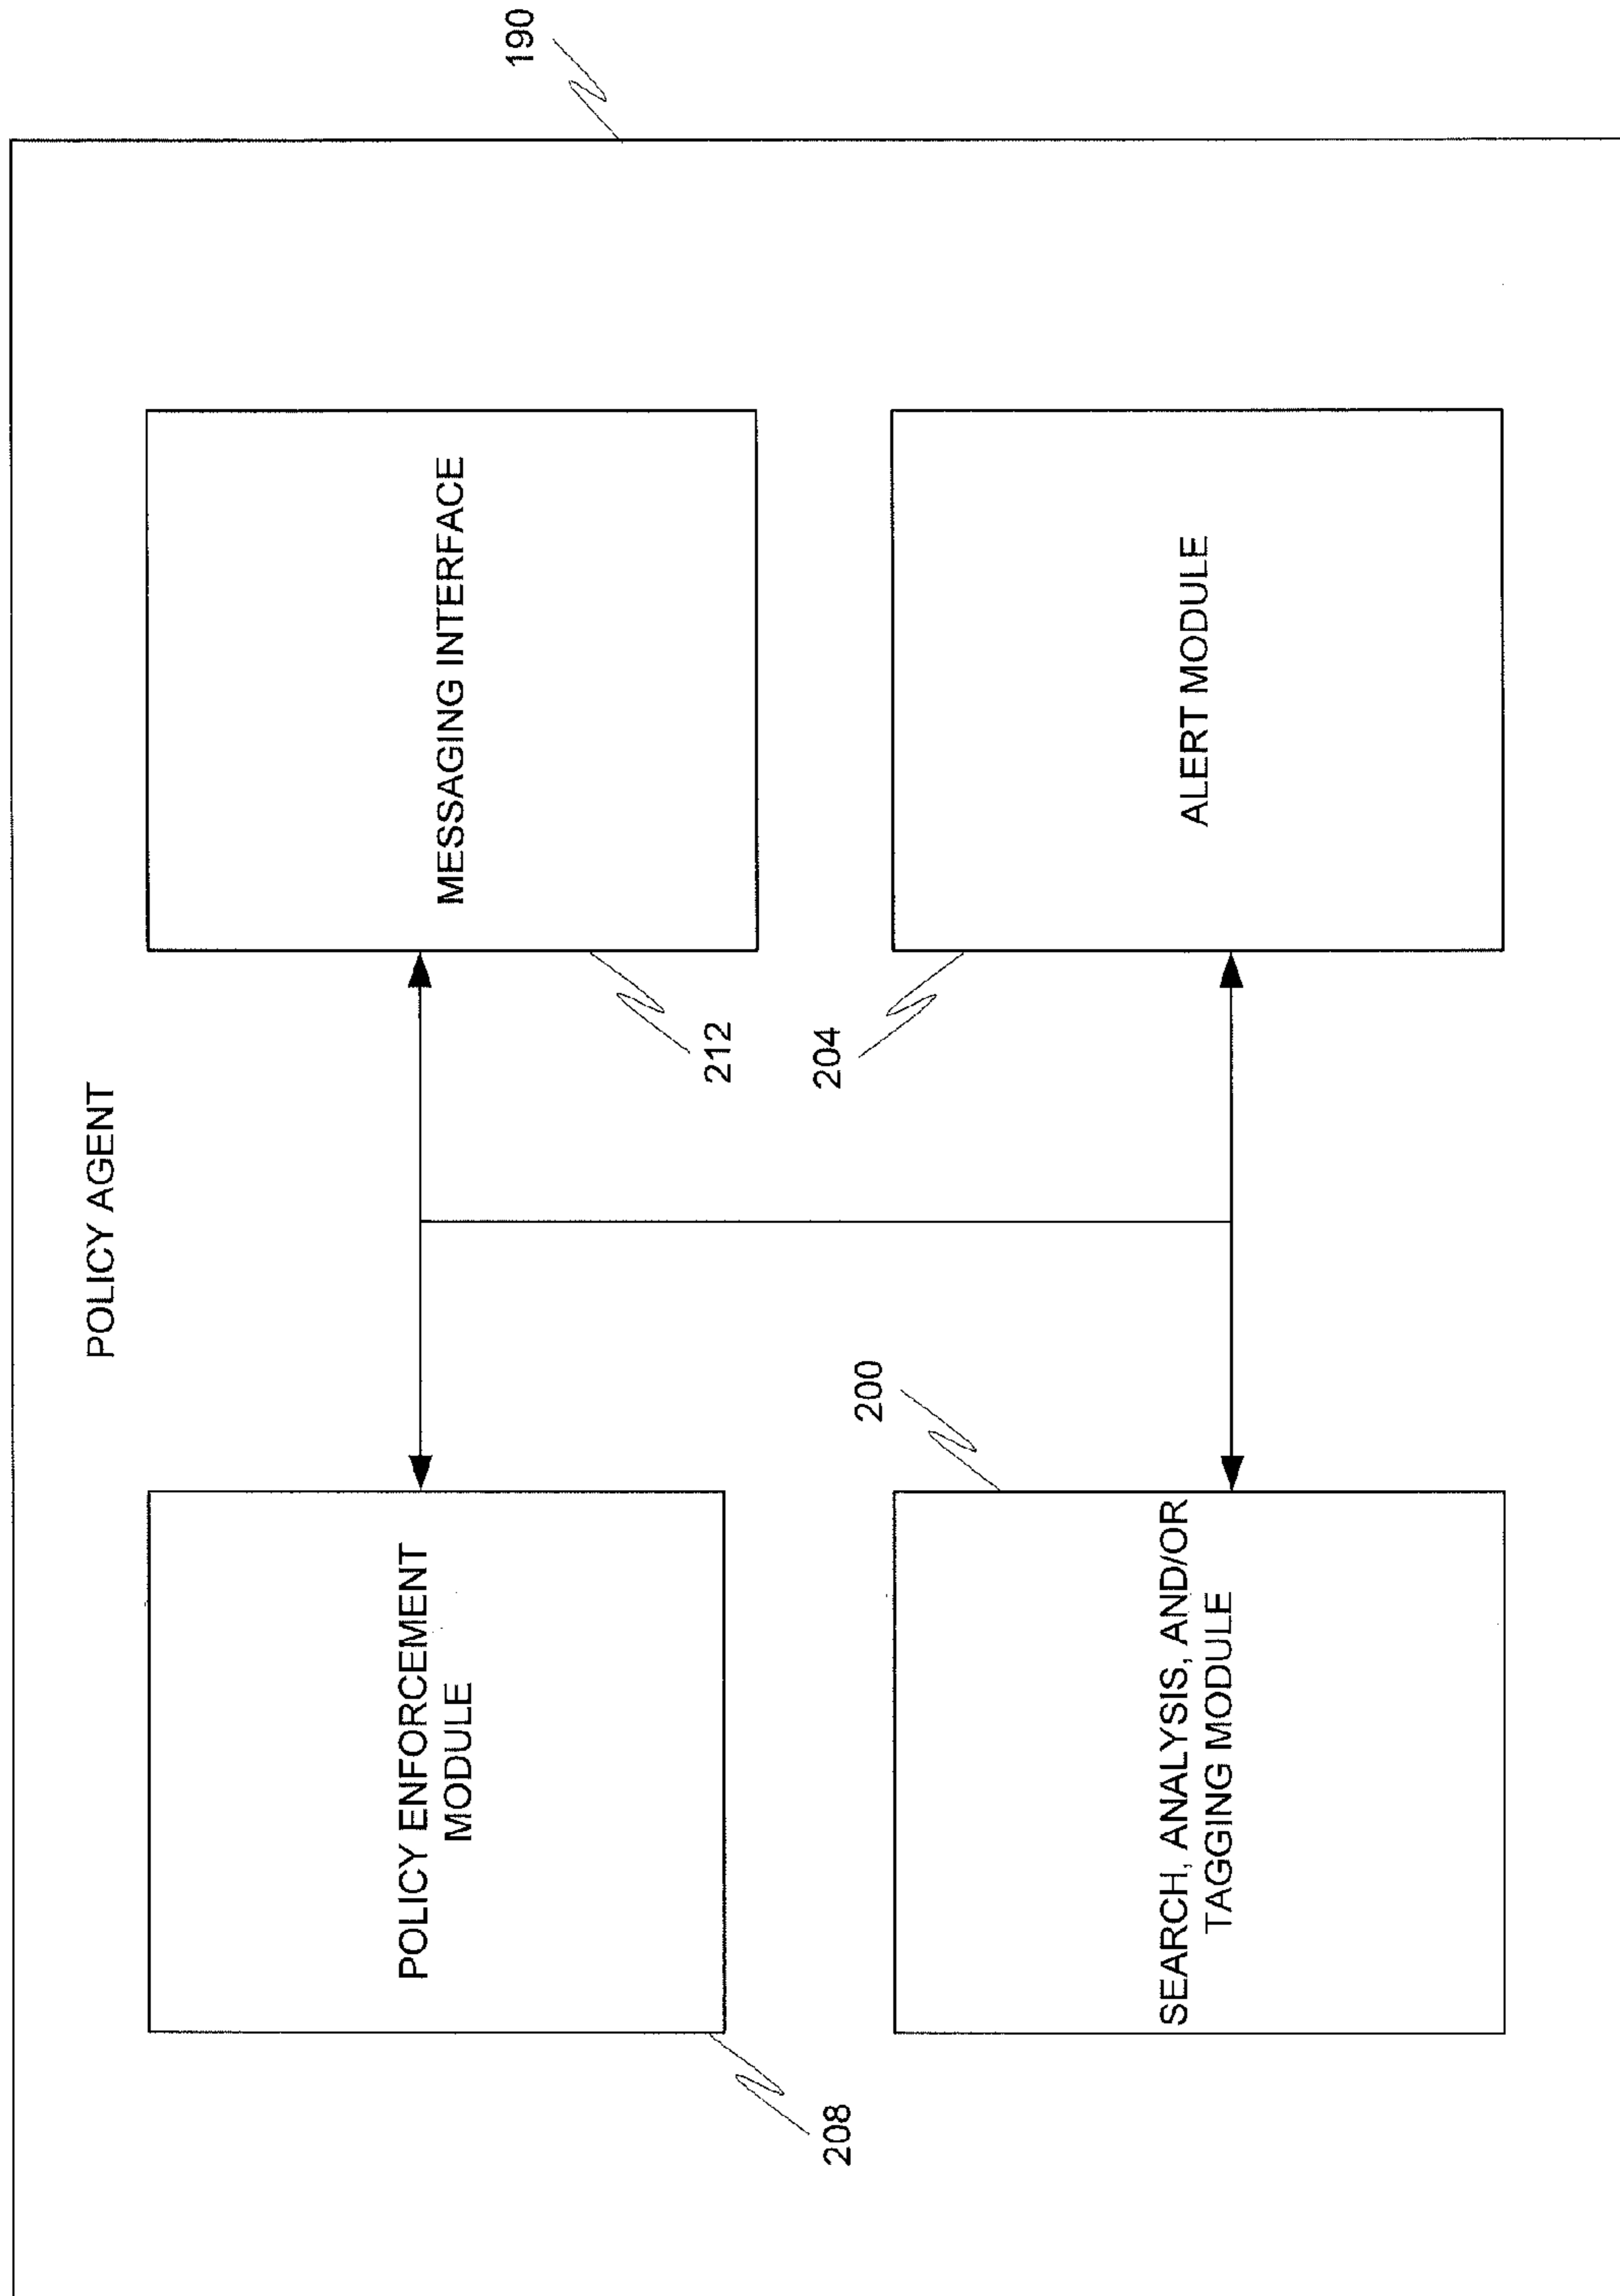 POLICY AGENT
190
POLICY ENFORCEMENT
MODULE
208
MESSAGING INTERFACE
212
SEARCH, ANALYSIS, AND/OR
TAGGING MODULE
200
ALERT MODULE
204